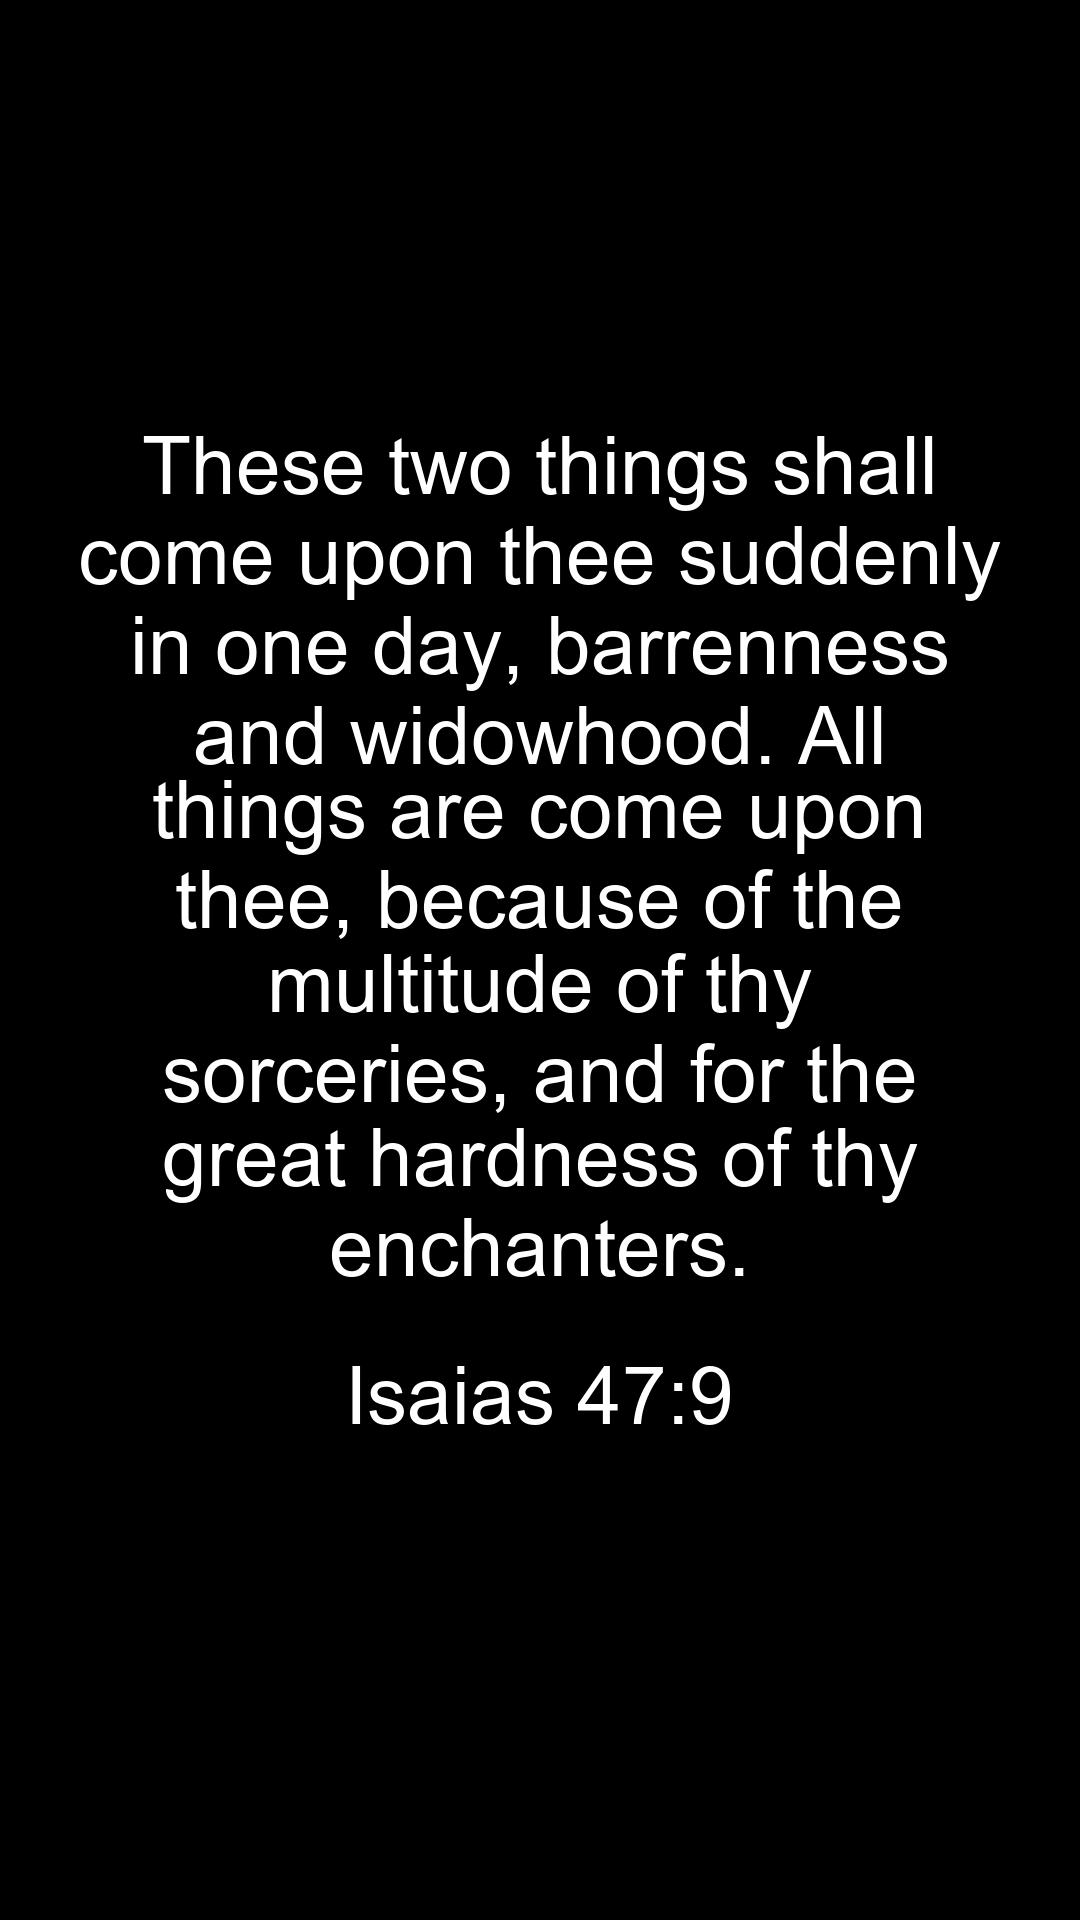 These two things shall
come upon thee suddenly
in one day, barrenness
and widowhood. All
things are come upon
thee, because of the
multitude of thy
sorceries, and for the
great hardness of thy
enchanters.
Isaias 47:9